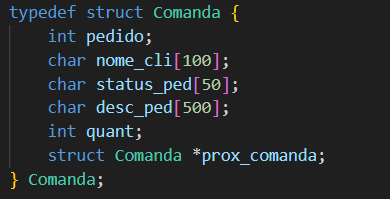 typedef struct Comanda {
    int pedido;
    char nome_cli[100];
    char status_ped[50];
    char desc_ped[500];
    int quant;
    struct Comanda *prox_comanda;
} Comanda;